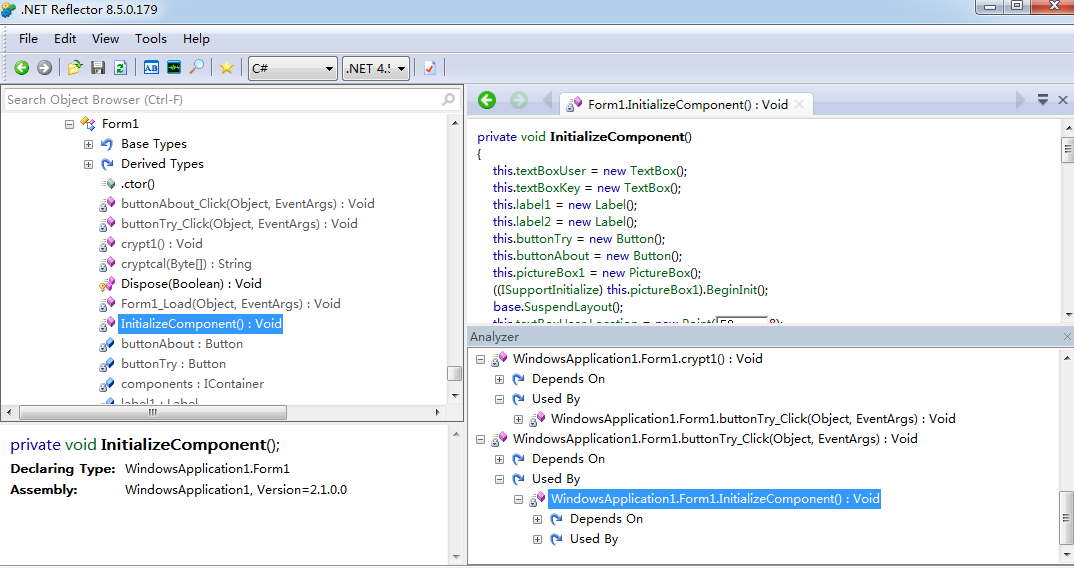 .NET Reflector 8.5.0.179
File Edit View Tools Help
C# .NET 4.5
Search Object Browser (Ctrl-F)
Form1
Base Types
Derived Types
.ctor()
buttonAbout_Click(Object, EventArgs) : Void
buttonTry_Click(Object, EventArgs) : Void
crypt1() : Void
cryptcal(Byte[]) : String
Dispose(Boolean) : Void
Form1_Load(Object, EventArgs) : Void
InitializeComponent() : Void
buttonAbout : Button
buttonTry : Button
components : IContainer
label1 : Label
private void InitializeComponent();
Declaring Type: WindowsApplication1.Form1
Assembly: WindowsApplication1, Version=2.1.0.0
Form1.InitializeComponent() : Void
private void InitializeComponent()
{
this.textBoxUser = new TextBox();
this.textBoxKey = new TextBox();
this.label1 = new Label();
this.label2 = new Label();
this.buttonTry = new Button();
this.buttonAbout = new Button();
this.pictureBox1 = new PictureBox();
((ISupportInitialize) this.pictureBox1).BeginInit();
base.SuspendLayout();
this.textBoxUser.Location = new Point(
Analyzer
WindowsApplication1.Form1.crypt1() : Void
Depends On
Used By
WindowsApplication1.Form1.buttonTry_Click(Object, EventArgs) : Void
WindowsApplication1.Form1.buttonTry_Click(Object, EventArgs) : Void
Depends On
Used By
WindowsApplication1.Form1.InitializeComponent() : Void
Depends On
Used By